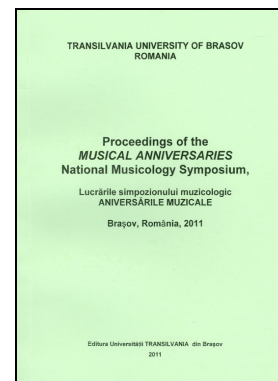 TRANSILVANIA UNIVERSITY OF BRASOV
ROMANIA
Proceedings of the
MUSICAL ANNIVERSARIES
National Musicology Symposium,
Lucrările simpozionului muzicologic
ANIVERSĂRILE MUZICALE
Braşov, România, 2011
Editura Universităţii TRANSILVANIA din Braşov
2011